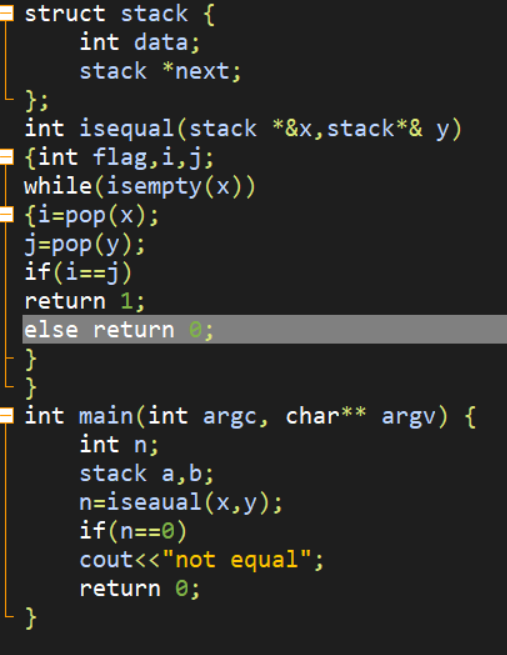 struct stack {
    int data;
    stack *next;
};
int isequal(stack *&x,stack*& y)
{int flag,i,j;
while(isempty(x))
{i=pop(x);
j=pop(y);
if(i==j)
return 1;
else return 0;
}
}
int main(int argc, char** argv) {
    int n;
    stack a,b;
    n=iseaual(x,y);
    if(n==0)
    cout<<"not equal";
    return 0;
}